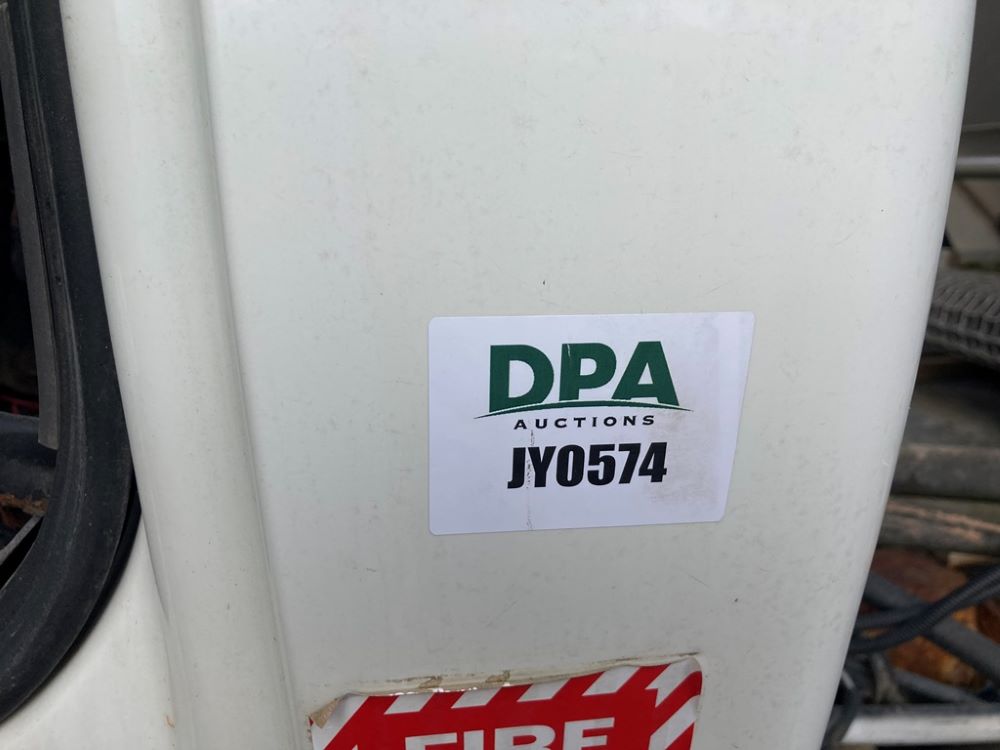 DPA
AUCTIONS
JY0574
FIRE